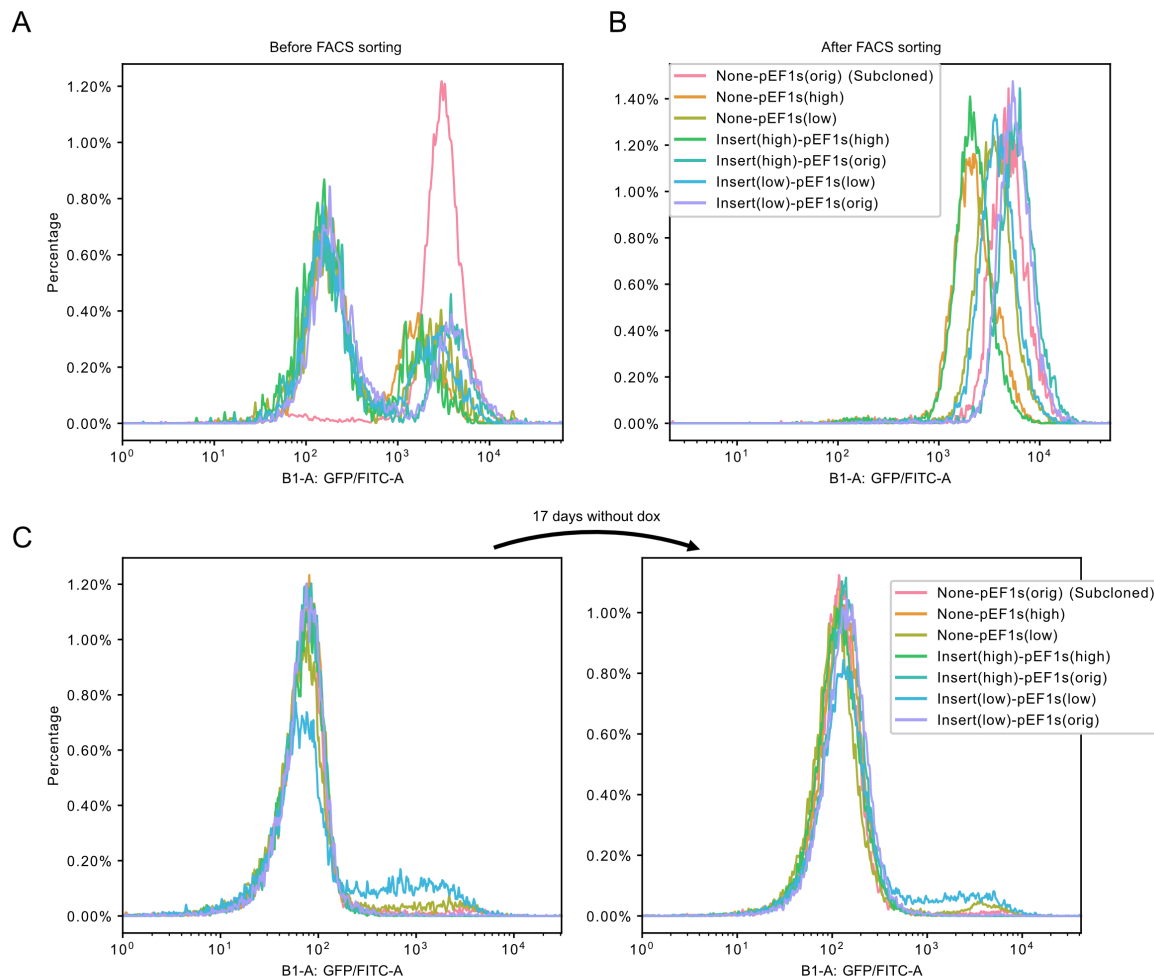 A
Before FACS sorting
1.20%
1.00%
0.80%
0.60%
0.40%
0.20%
0.00%
Percentage
10^0
10^1
10^2
10^3
10^4
B1-A: GFP/FITC-A
B
After FACS sorting
None-pEF1s(orig) (Subcloned)
None-pEF1s(high)
None-pEF1s(low)
Insert(high)-pEF1s(high)
Insert(high)-pEF1s(orig)
Insert(low)-pEF1s(low)
Insert(low)-pEF1s(orig)
1.40%
1.20%
1.00%
0.80%
0.60%
0.40%
0.20%
0.00%
10^1
10^2
10^3
10^4
B1-A: GFP/FITC-A
17 days without dox
C
1.20%
1.00%
0.80%
0.60%
0.40%
0.20%
0.00%
Percentage
10^0
10^1
10^2
10^3
10^4
B1-A: GFP/FITC-A
None-pEF1s(orig) (Subcloned)
None-pEF1s(high)
None-pEF1s(low)
Insert(high)-pEF1s(high)
Insert(high)-pEF1s(orig)
Insert(low)-pEF1s(low)
Insert(low)-pEF1s(orig)
1.00%
0.80%
0.60%
0.40%
0.20%
0.00%
10^0
10^1
10^2
10^3
10^4
B1-A: GFP/FITC-A